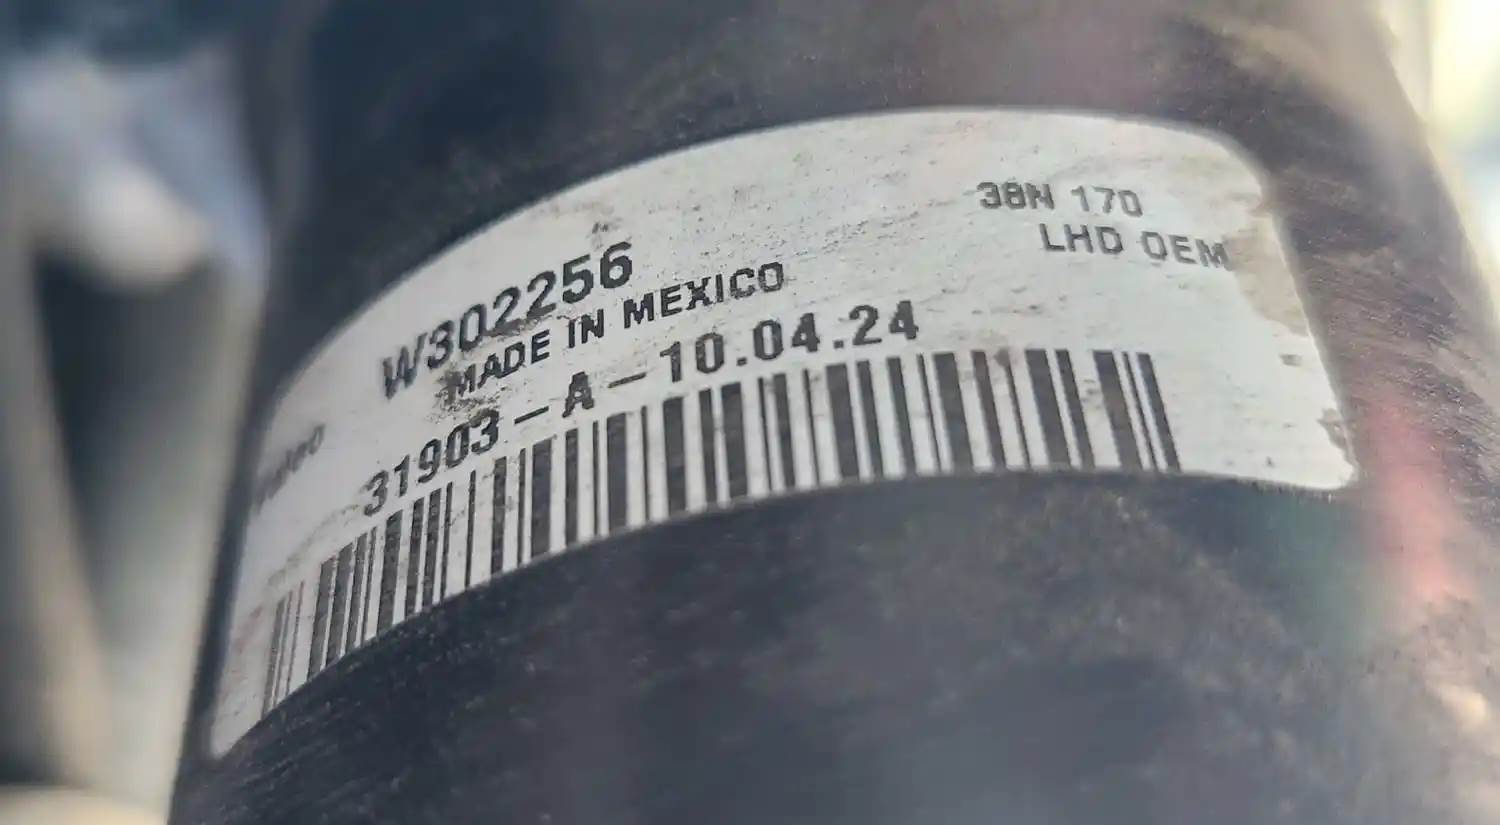 38N 170
LHD OEM
W302256
MADE IN MEXICO
31903-A-10.04.24